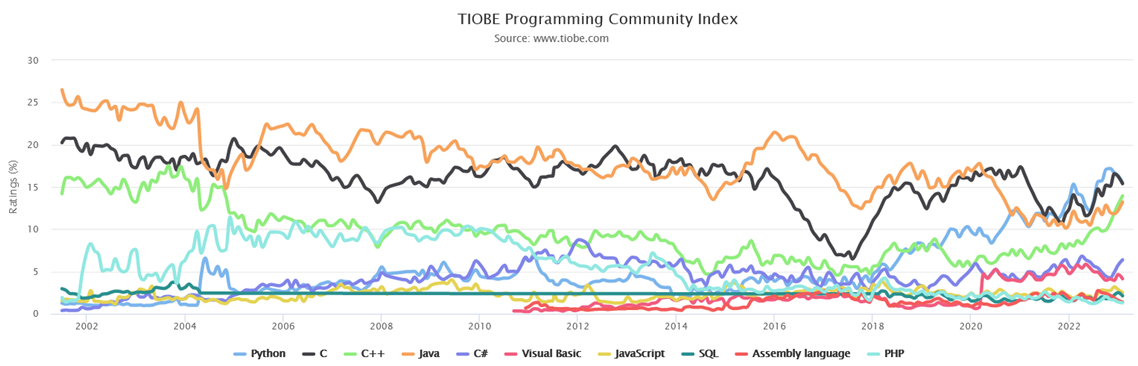 TIOBE Programming Community Index
Source: www.tiobe.com
Ratings (%)
30
25
20
15
10
5
0
2002 2004 2006 2008 2010 2012 2014 2016 2018 2020 2022
Python C C++ Java C# Visual Basic JavaScript SQL Assembly language PHP